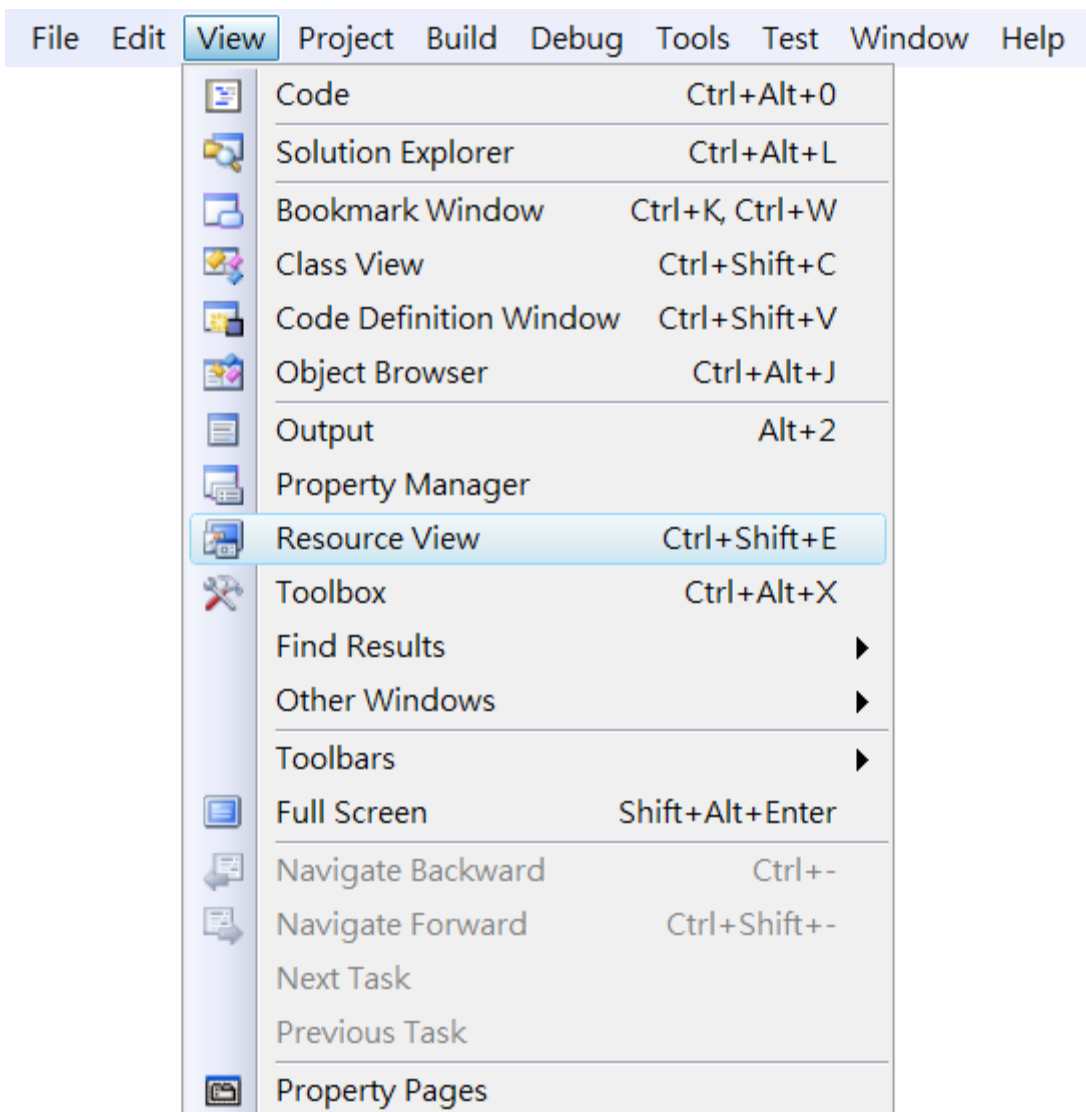 File Edit View Project Build Debug Tools Test Window Help
Code Ctrl+Alt+0
Solution Explorer Ctrl+Alt+L
Bookmark Window Ctrl+K, Ctrl+W
Class View Ctrl+Shift+C
Code Definition Window Ctrl+Shift+V
Object Browser Ctrl+Alt+J
Output Alt+2
Property Manager
Resource View Ctrl+Shift+E
Toolbox Ctrl+Alt+X
Find Results
Other Windows
Toolbars
Full Screen Shift+Alt+Enter
Navigate Backward Ctrl+-
Navigate Forward Ctrl+Shift+-
Next Task
Previous Task
Property Pages